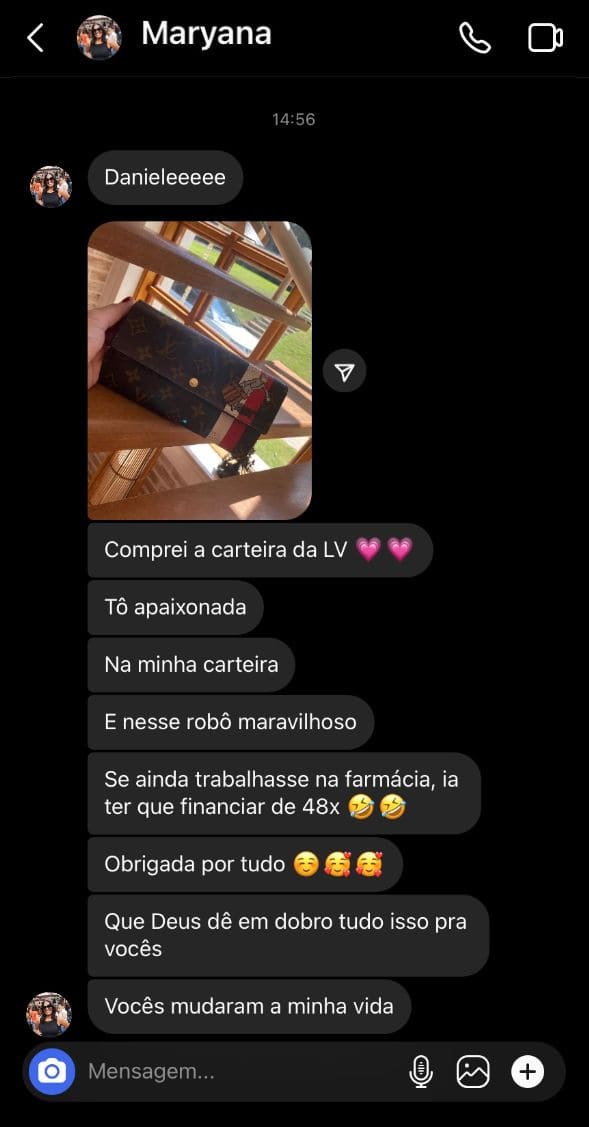 Maryana
14:56
Danieleeeee
Comprei a carteira da LV 💗 💗
Tô apaixonada
Na minha carteira
E nesse robô maravilhoso
Se ainda trabalhasse na farmácia, ia
ter que financiar de 48x 🤣 🤣
Obrigada por tudo ☺️ 🥰 🥰
Que Deus dê em dobro tudo isso pra
vocês
Vocês mudaram a minha vida
Mensagem...